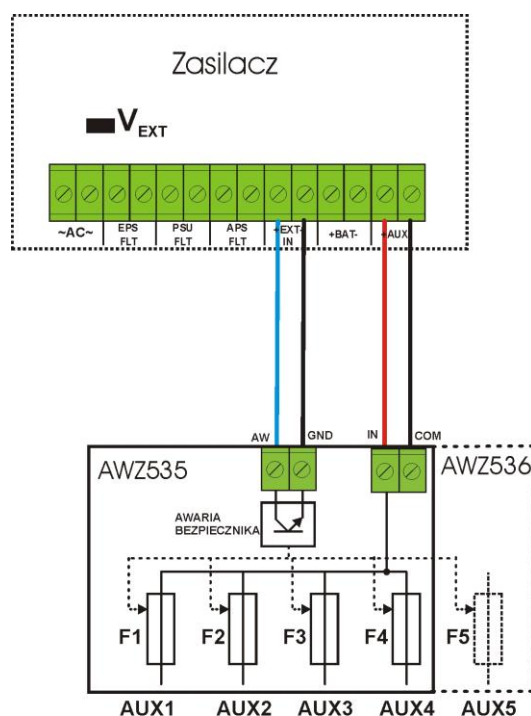 Zasilacz
VEXT
~AC~ EPS FLT PSU FLT APS FLT +EXT- IN +BAT- +AUX-
AW GND IN COM
AWZ535 AWZ536
AWARIA
BEZPIECZNIKA
F1 F2 F3 F4 F5
AUX1 AUX2 AUX3 AUX4 AUX5